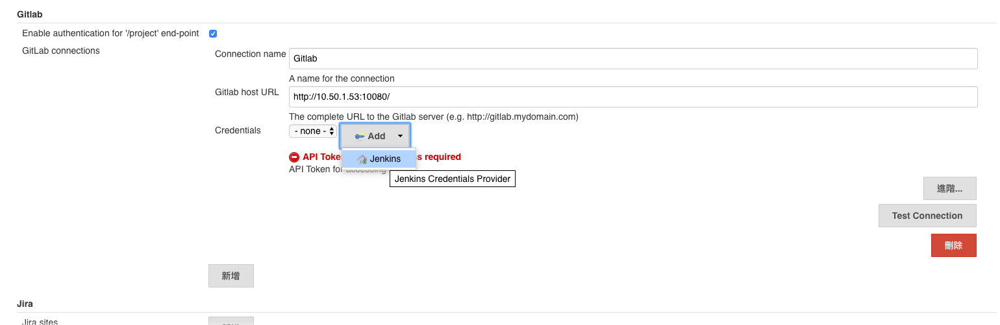 Gitlab
Enable authentication for '/project' end-point
GitLab connections
Connection name
Gitlab
A name for the connection
Gitlab host URL
http://10.50.1.53:10080/
The complete URL to the Gitlab server (e.g. http://gitlab.mydomain.com)
Credentials
- none -
Add
Jenkins
API Toke s required
API Token for accessing
Jenkins Credentials Provider
進階...
Test Connection
刪除
新增
Jira
Jira sites
新增